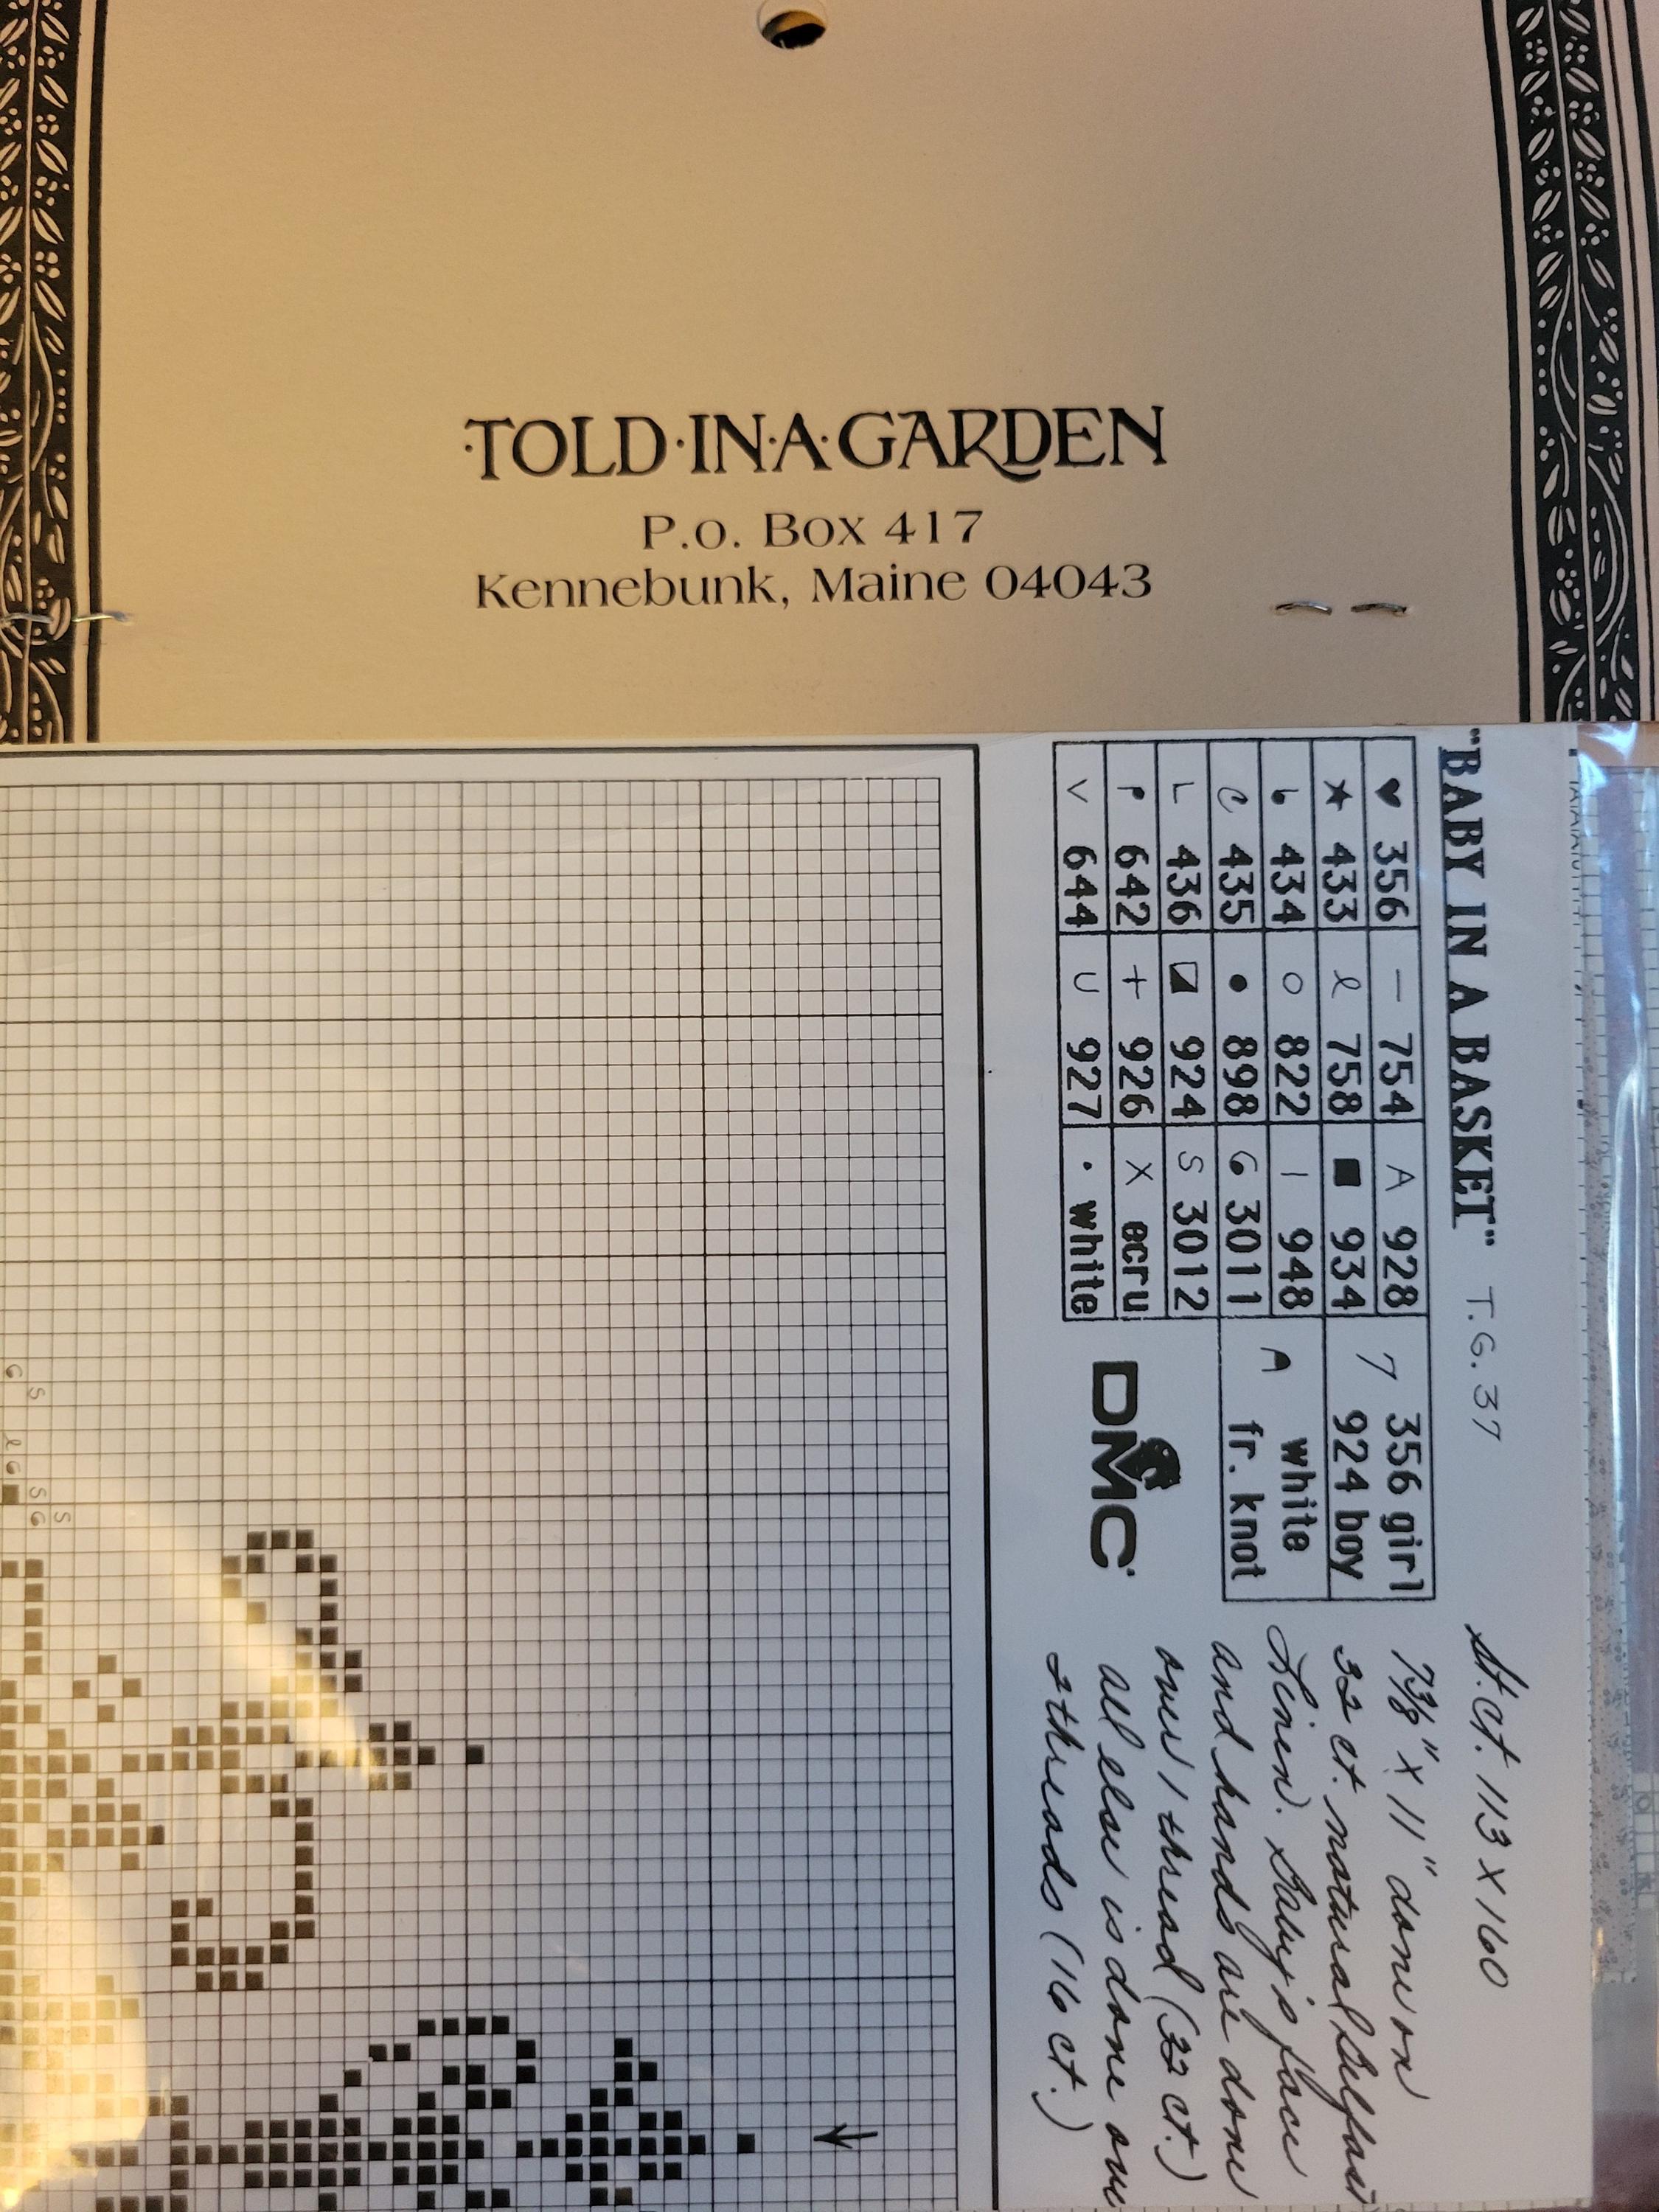 ·TOLD·IN·A·GARDEN
P.O. Box 417
Kennebunk, Maine 04043
"BABY IN A BASKET" T.G. 37
♥ 356 — 754 A 928 7 356 girl
★ 433 ℓ 758 ■ 934 924 boy
b 434 o 822 I 948 A white
C 435 ● 898 6 3011 fr. knot
L 436 ◪ 924 S 3012
P 642 + 926 X ecru
V 644 U 927 · white
DMC
st. ct. 113 x 160
7 3/8" x 11" done on
32 ct. natural Belfast
Linen. Baby's face
and hands are done
over 1 thread (32 ct.)
all else is done over
2 threads (16 ct.)